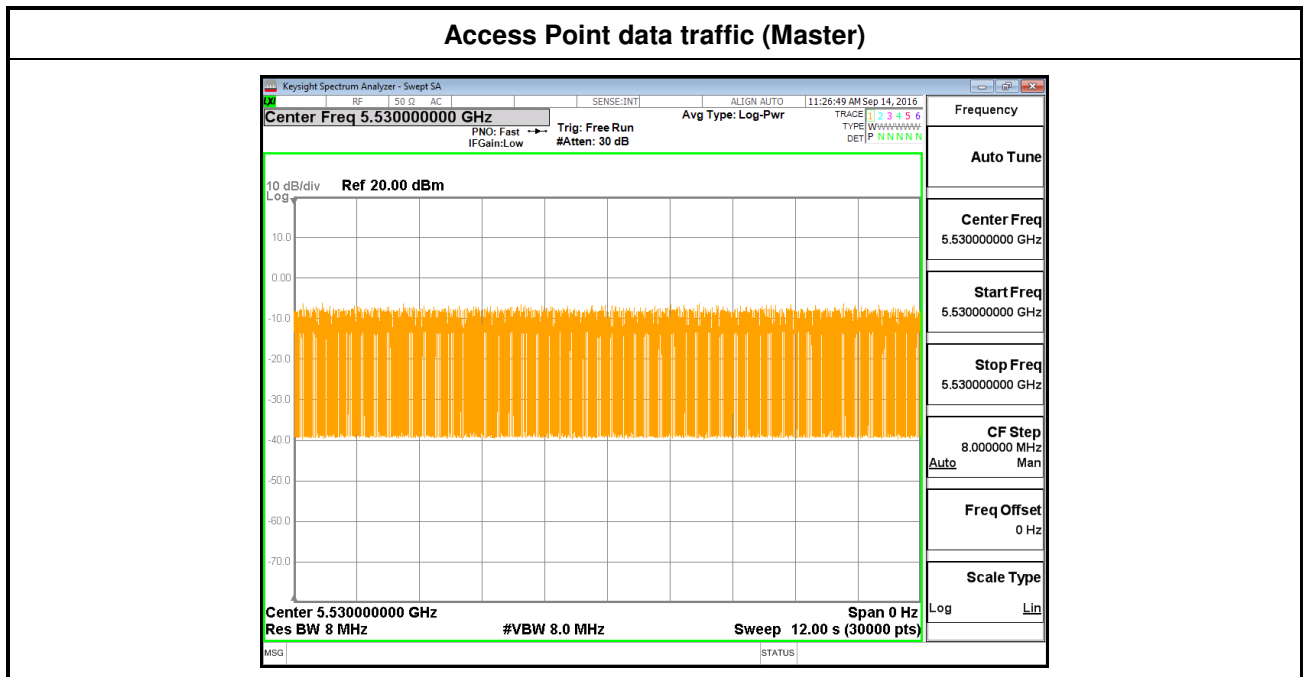 Access Point data traffic (Master)
Keysight Spectrum Analyzer - Swept SA
LXI RF 50 Ω AC SENSE:INT ALIGN AUTO 11:26:49 AM Sep 14, 2016
Center Freq 5.530000000 GHz
PNO: Fast
IFGain:Low
Trig: Free Run
#Atten: 30 dB
Avg Type: Log-Pwr
TRACE 1 2 3 4 5 6
TYPE WWWWWW
DET P N N N N N
10 dB/div Ref 20.00 dBm
Log
10.0
0.00
-10.0
-20.0
-30.0
-40.0
-50.0
-60.0
-70.0
Center 5.530000000 GHz Span 0 Hz
Res BW 8 MHz #VBW 8.0 MHz Sweep 12.00 s (30000 pts)
MSG STATUS
Frequency
Auto Tune
Center Freq
5.530000000 GHz
Start Freq
5.530000000 GHz
Stop Freq
5.530000000 GHz
CF Step
8.000000 MHz
Auto Man
Freq Offset
0 Hz
Scale Type
Log Lin